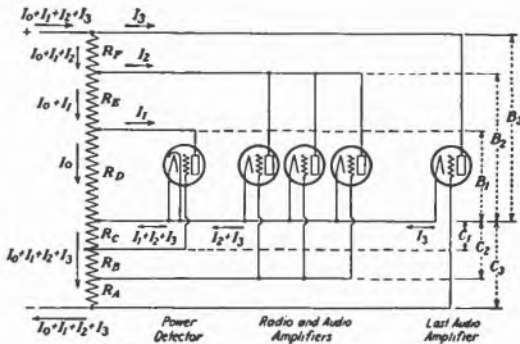 I₀+I₁+I₂+I₃
I₃
+
I₀+I₁+I₂
R_F
I₂
I₀+I₁
R_E
I₁
I₀
R_D
B₁
B₂
B₃
R_C
I₁+I₂+I₃
I₂+I₃
I₃
C₁
C₂
C₃
I₀+I₁+I₂+I₃
R_B
R_A
I₀+I₁+I₂+I₃
Power
Detector
Radio and Audio
Amplifiers
Last Audio
Amplifier